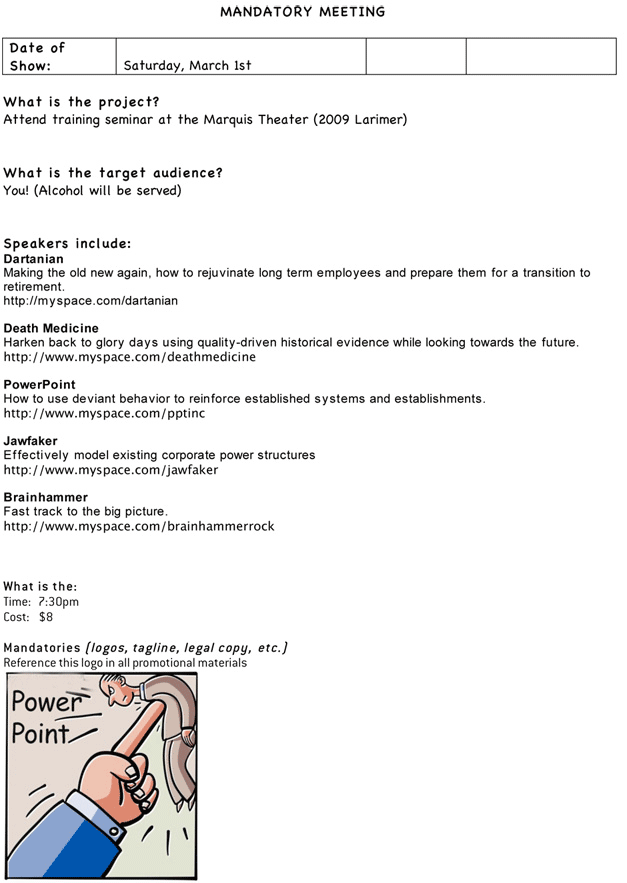 MANDATORY MEETING
Date of
Show:
Saturday, March 1st
What is the project?
Attend training seminar at the Marquis Theater (2009 Larimer)
What is the target audience?
You! (Alcohol will be served)
Speakers include:
Dartanian
Making the old new again, how to rejuvinate long term employees and prepare them for a transition to
retirement.
http://myspace.com/dartanian
Death Medicine
Harken back to glory days using quality-driven historical evidence while looking towards the future.
http://www.myspace.com/deathmedicine
PowerPoint
How to use deviant behavior to reinforce established systems and establishments.
http://www.myspace.com/pptinc
Jawfaker
Effectively model existing corporate power structures
http://www.myspace.com/jawfaker
Brainhammer
Fast track to the big picture.
http://www.myspace.com/brainhammerrock
What is the:
Time: 7:30pm
Cost: $8
Mandatories (logos, tagline, legal copy, etc.)
Reference this logo in all promotional materials
Power
Point